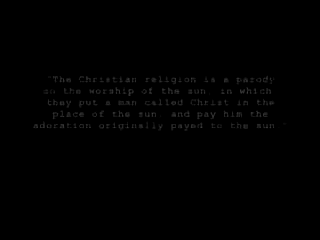 "The Christian religion is a parody
on the worship of the sun, in which
they put a man called Christ in the
place of the sun, and pay him the
adoration originally payed to the sun."